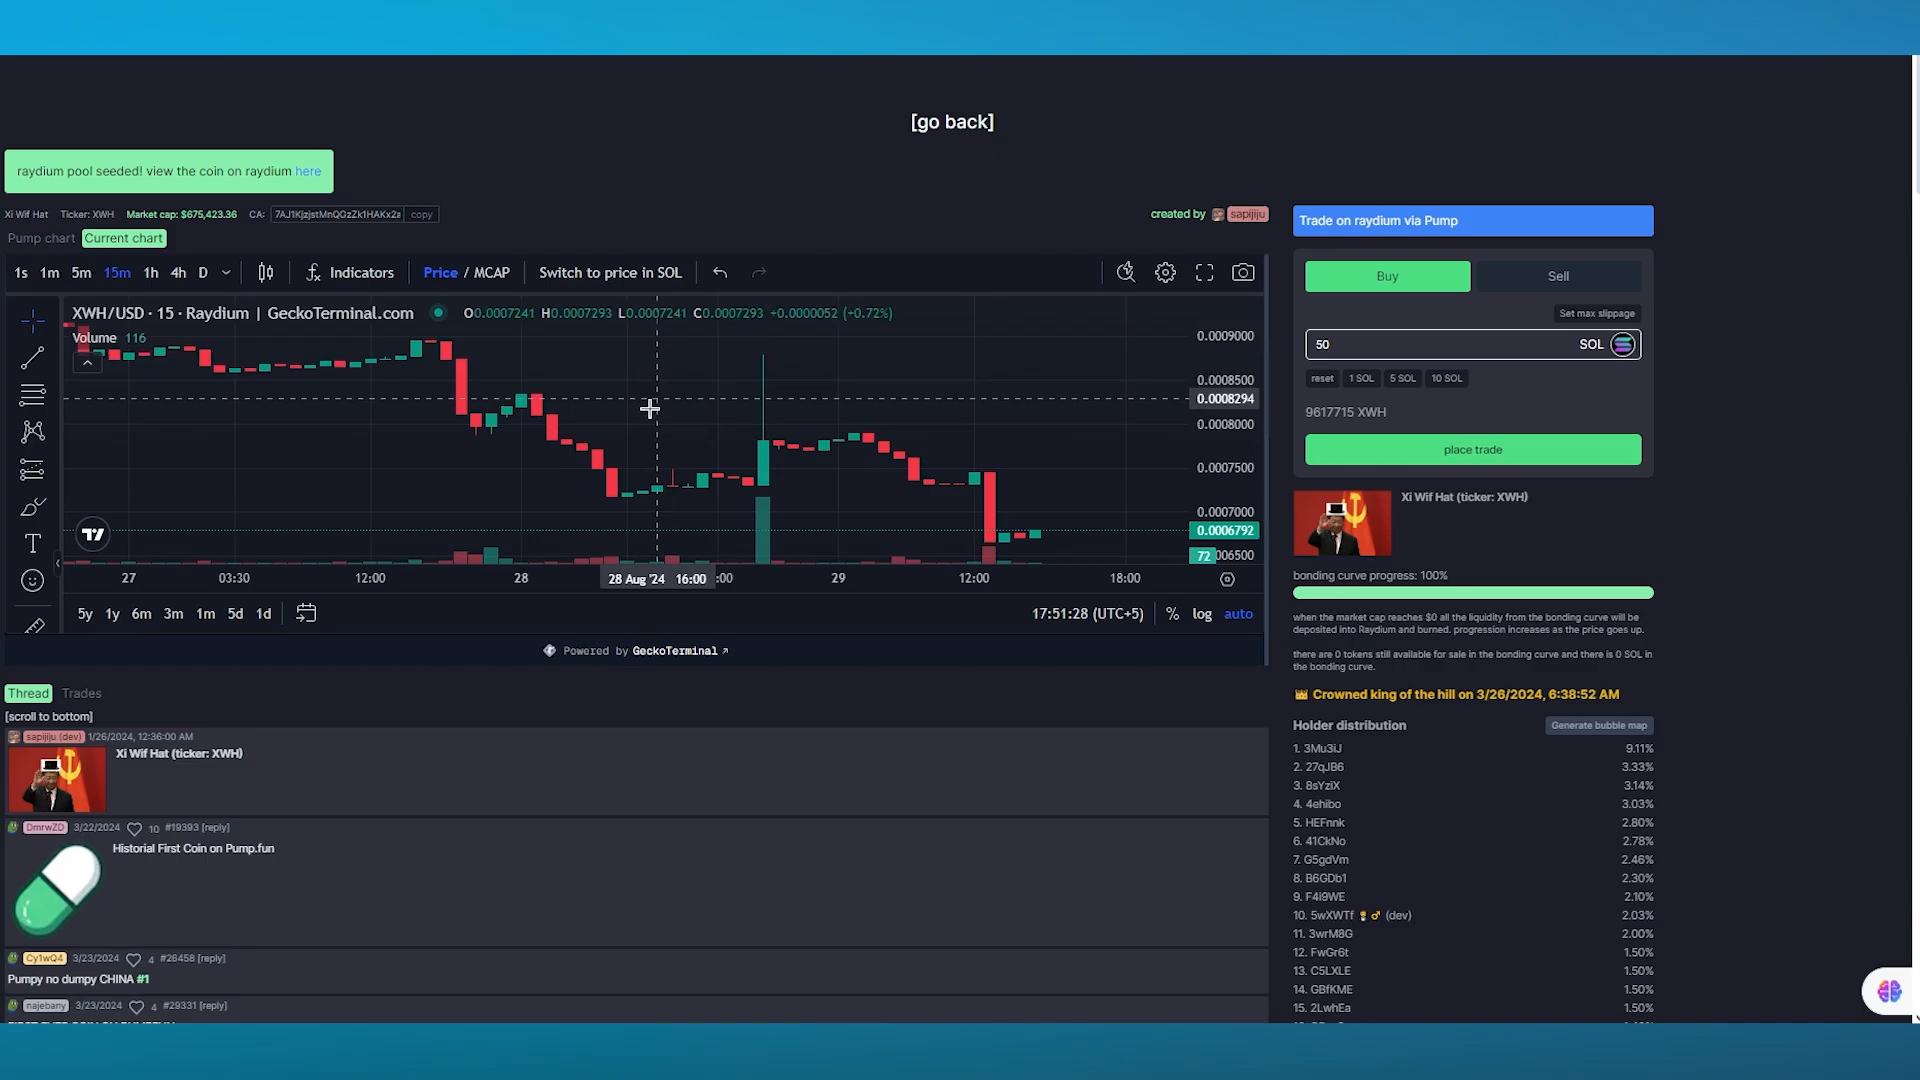 [go back]
raydium pool seeded! view the coin on raydium here
Xi Wif Hat Ticker: XWH Market cap: $675,423.36 CA: 7AJ1KjzjstMnQGzZk1HAKx2a copy
created by sapijiju
Pump chart Current chart
1s 1m 5m 15m 1h 4h D Indicators Price / MCAP Switch to price in SOL
XWH/USD · 15 · Raydium | GeckoTerminal.com O0.0007241 H0.0007293 L0.0007241 C0.0007293 +0.0000052 (+0.72%)
Volume 116
0.0009000
0.0008500
0.0008294
0.0008000
0.0007500
0.0007000
0.0006792
72
006500
27 03:30 12:00 28 28 Aug '24 16:00 :00 29 12:00 18:00
5y 1y 6m 3m 1m 5d 1d 17:51:28 (UTC+5) % log auto
Powered by GeckoTerminal
Thread Trades
[scroll to bottom]
sapijiju (dev) 1/26/2024, 12:36:00 AM
Xi Wif Hat (ticker: XWH)
DmrwZD 3/22/2024 10 #19393 [reply]
Historial First Coin on Pump.fun
Cy1wQ4 3/23/2024 4 #26458 [reply]
Pumpy no dumpy CHINA #1
najebany 3/23/2024 4 #29331 [reply]
Trade on raydium via Pump
Buy Sell
Set max slippage
50 SOL
reset 1 SOL 5 SOL 10 SOL
9617715 XWH
place trade
Xi Wif Hat (ticker: XWH)
bonding curve progress: 100%
when the market cap reaches $0 all the liquidity from the bonding curve will be
deposited into Raydium and burned. progression increases as the price goes up.
there are 0 tokens still available for sale in the bonding curve and there is 0 SOL in
the bonding curve.
Crowned king of the hill on 3/26/2024, 6:38:52 AM
Holder distribution Generate bubble map
1. 3Mu3iJ 9.11%
2. 27qJB6 3.33%
3. 8sYziX 3.14%
4. 4ehibo 3.03%
5. HEFnnk 2.80%
6. 41CkNo 2.78%
7. G5gdVm 2.46%
8. B6GDb1 2.30%
9. F4i9WE 2.10%
10. 5wXWTf (dev) 2.03%
11. 3wrM8G 2.00%
12. FwGr6t 1.50%
13. C5LXLE 1.50%
14. GBfKME 1.50%
15. 2LwhEa 1.50%